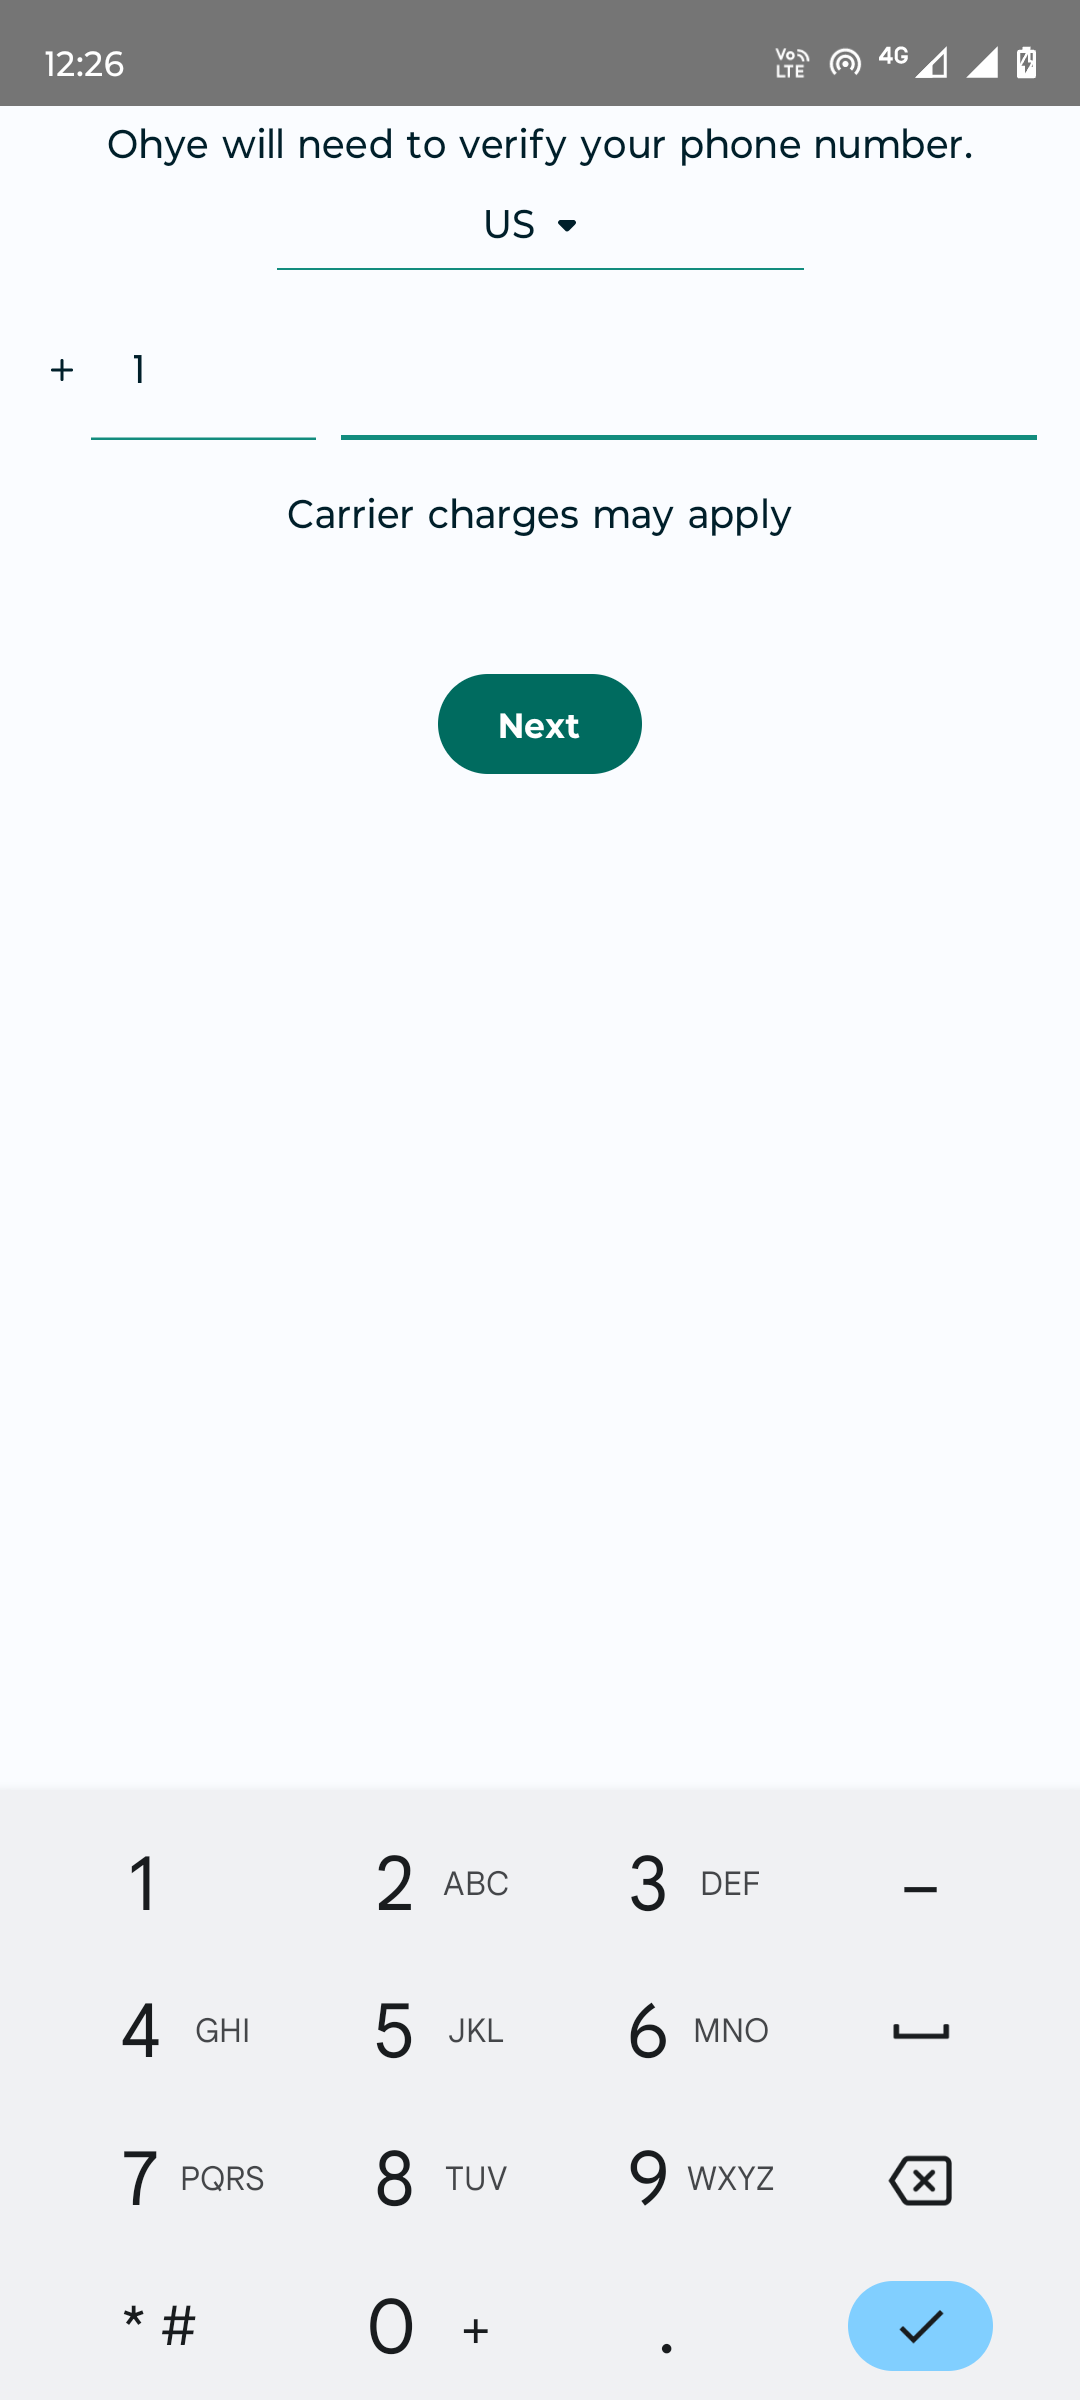 12:26 Vo LTE 4G
Ohye will need to verify your phone number.
US
+ 1
Carrier charges may apply
Next
1 2 ABC 3 DEF –
4 GHI 5 JKL 6 MNO
7 PQRS 8 TUV 9 WXYZ
* # 0 + .